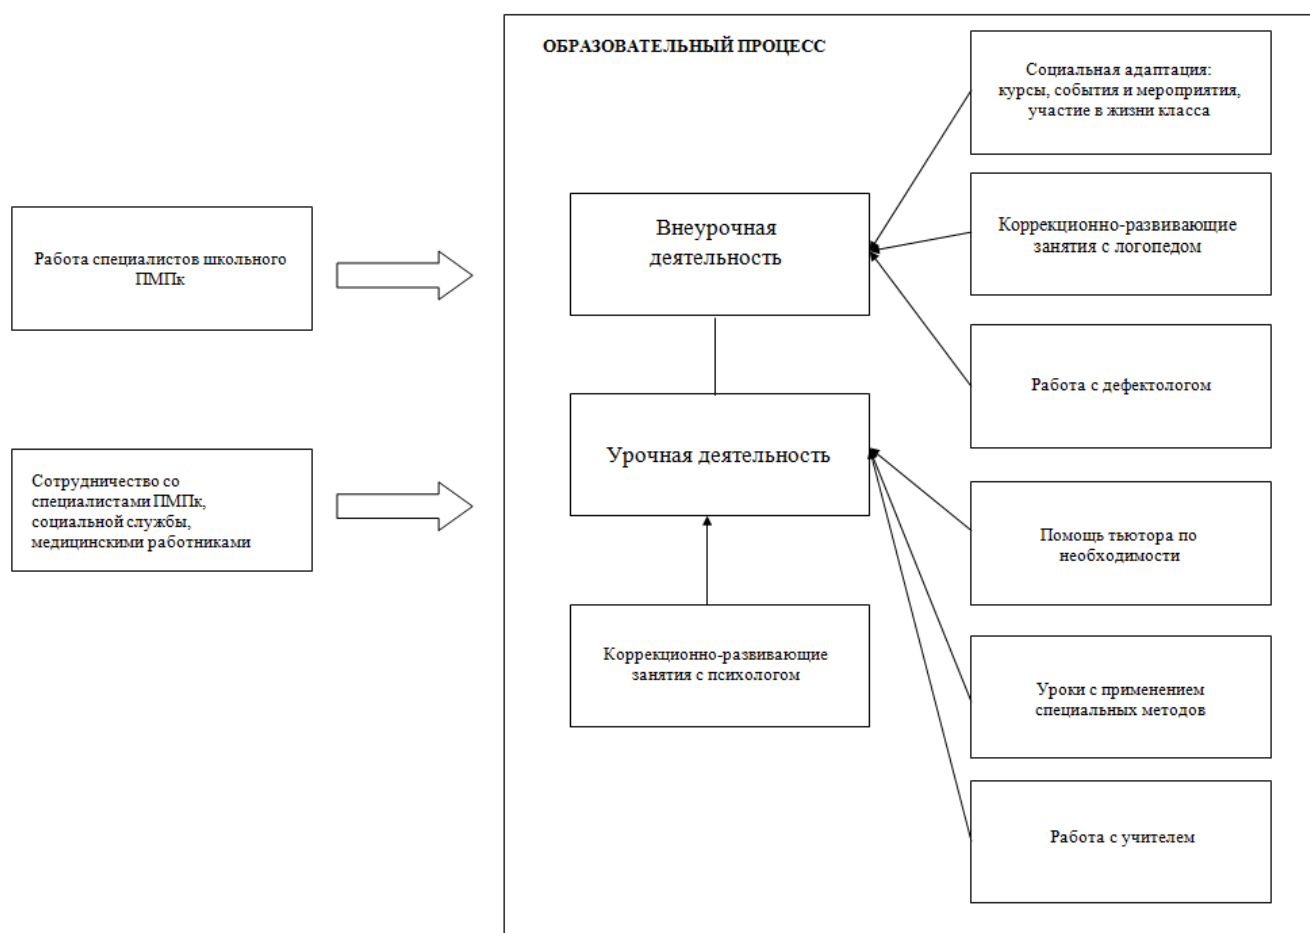 ОБРАЗОВАТЕЛЬНЫЙ ПРОЦЕСС
Работа специалистов школьного
ПМПк
Сотрудничество со
специалистами ПМПк,
социальной службы,
медицинскими работниками
Внеурочная
деятельность
Урочная деятельность
Коррекционно-развивающие
занятия с психологом
Социальная адаптация:
курсы, события и мероприятия,
участие в жизни класса
Коррекционно-развивающие
занятия с логопедом
Работа с дефектологом
Помощь тьютора по
необходимости
Уроки с применением
специальных методов
Работа с учителем